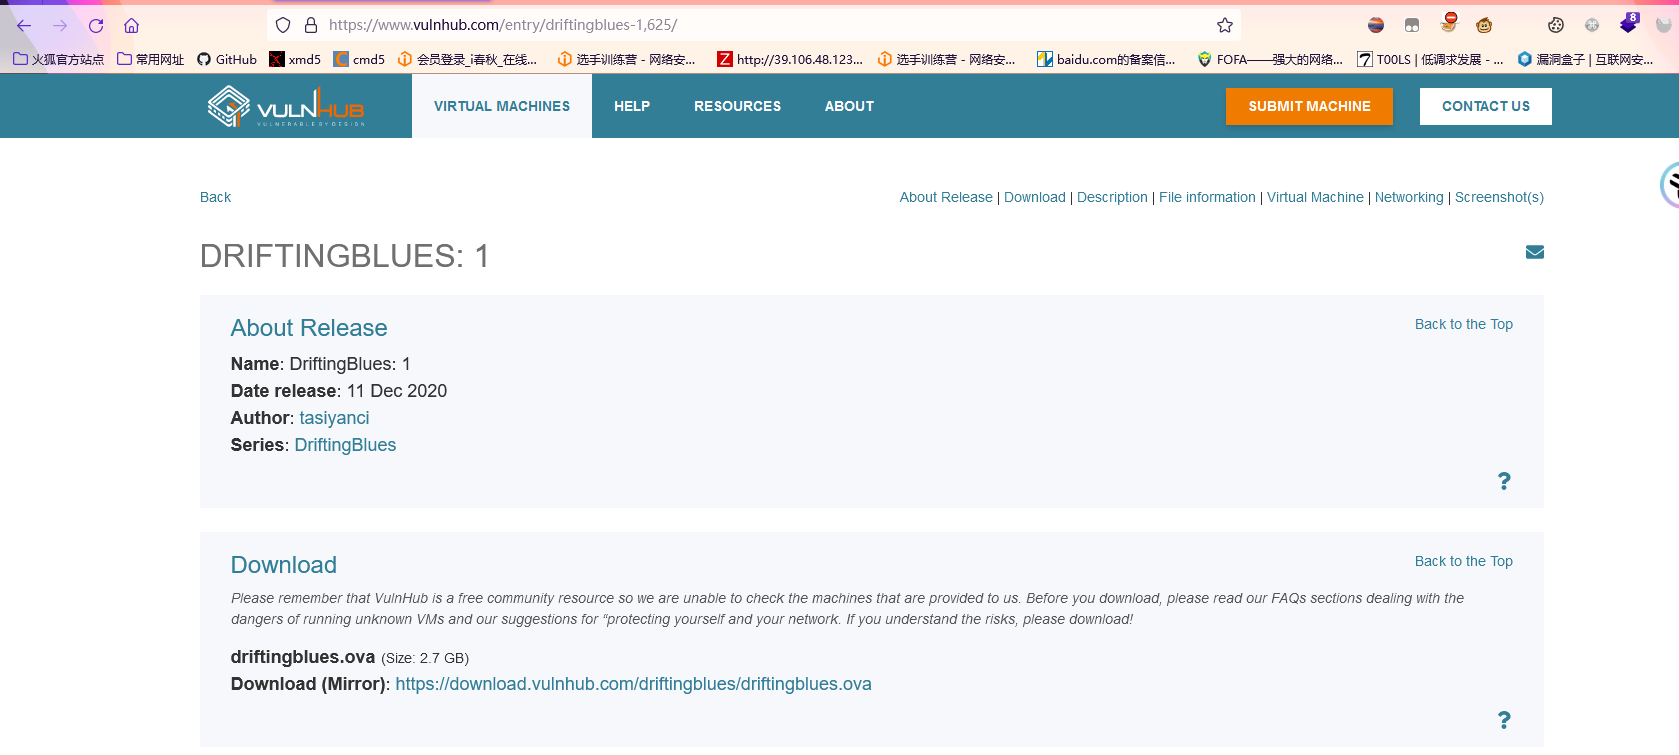 https://www.vulnhub.com/entry/driftingblues-1,625/
8
火狐官方站点 常用网址 GitHub xmd5 cmd5 会员登录_i春秋_在线... 选手训练营 - 网络安... http://39.106.48.123... 选手训练营 - 网络安... baidu.com的备案信... FOFA——强大的网络... T00LS | 低调求发展 - ... 漏洞盒子 | 互联网安...
VULNHUB VIRTUAL MACHINES HELP RESOURCES ABOUT SUBMIT MACHINE CONTACT US
VULNERABLE BY DESIGN
Back About Release | Download | Description | File information | Virtual Machine | Networking | Screenshot(s)
DRIFTINGBLUES: 1
About Release Back to the Top
Name: DriftingBlues: 1
Date release: 11 Dec 2020
Author: tasiyanci
Series: DriftingBlues
?
Download Back to the Top
Please remember that VulnHub is a free community resource so we are unable to check the machines that are provided to us. Before you download, please read our FAQs sections dealing with the
dangers of running unknown VMs and our suggestions for “protecting yourself and your network. If you understand the risks, please download!
driftingblues.ova (Size: 2.7 GB)
Download (Mirror): https://download.vulnhub.com/driftingblues/driftingblues.ova
?